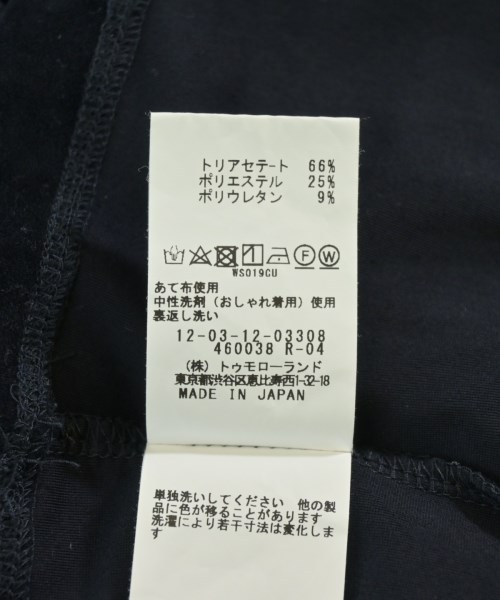 トリアセテート 66%
ポリエステル 25%
ポリウレタン 9%
F W
WS019CU
あて布使用
中性洗剤(おしゃれ着用)使用
裏返し洗い
12-03-12-03308
460038 R-04
(株)トゥモローランド
東京都渋谷区恵比寿西1-32-18
MADE IN JAPAN
単独洗いしてください 他の製
品に色が移ることがあります
洗濯により若干寸法は変化しま
す